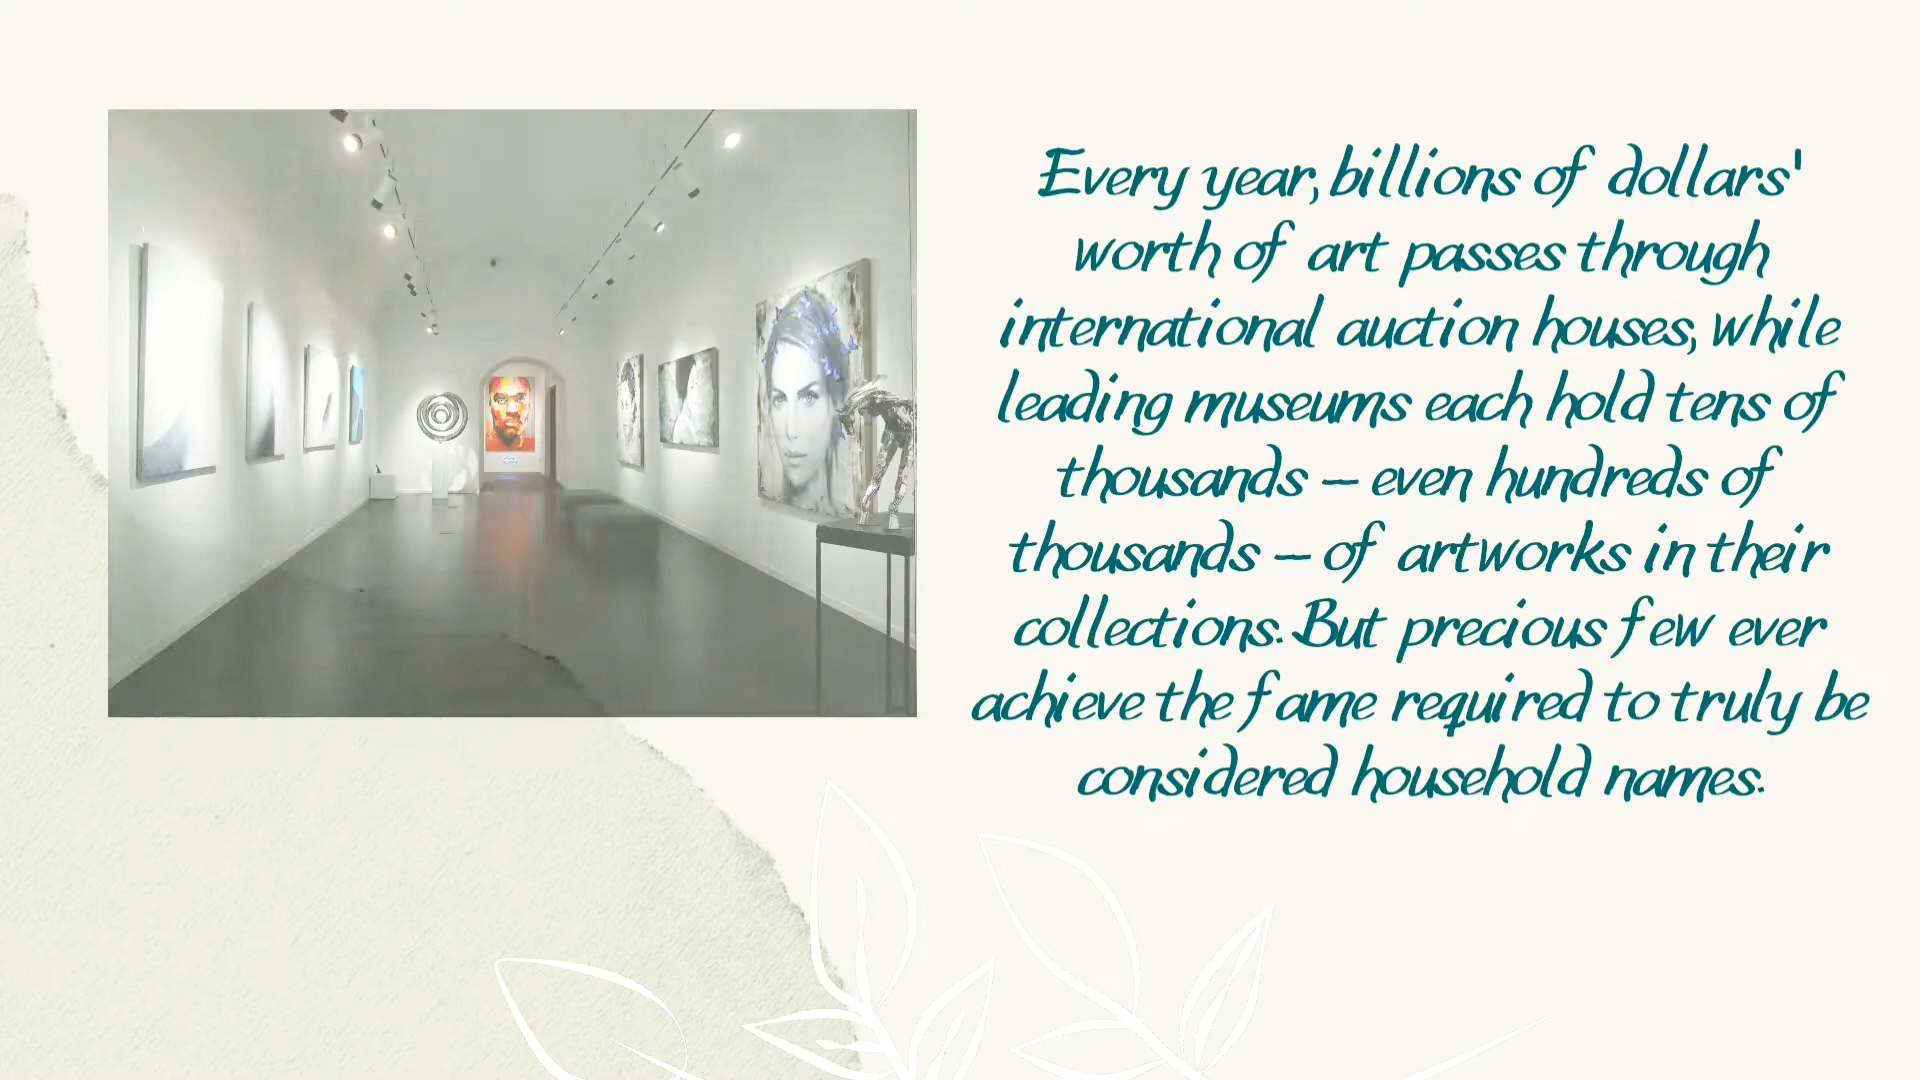 Every year, billions of dollars'
worth of art passes through
international auction houses, while
leading museums each hold tens of
thousands — even hundreds of
thousands — of artworks in their
collections. But precious few ever
achieve the fame required to truly be
considered household names.